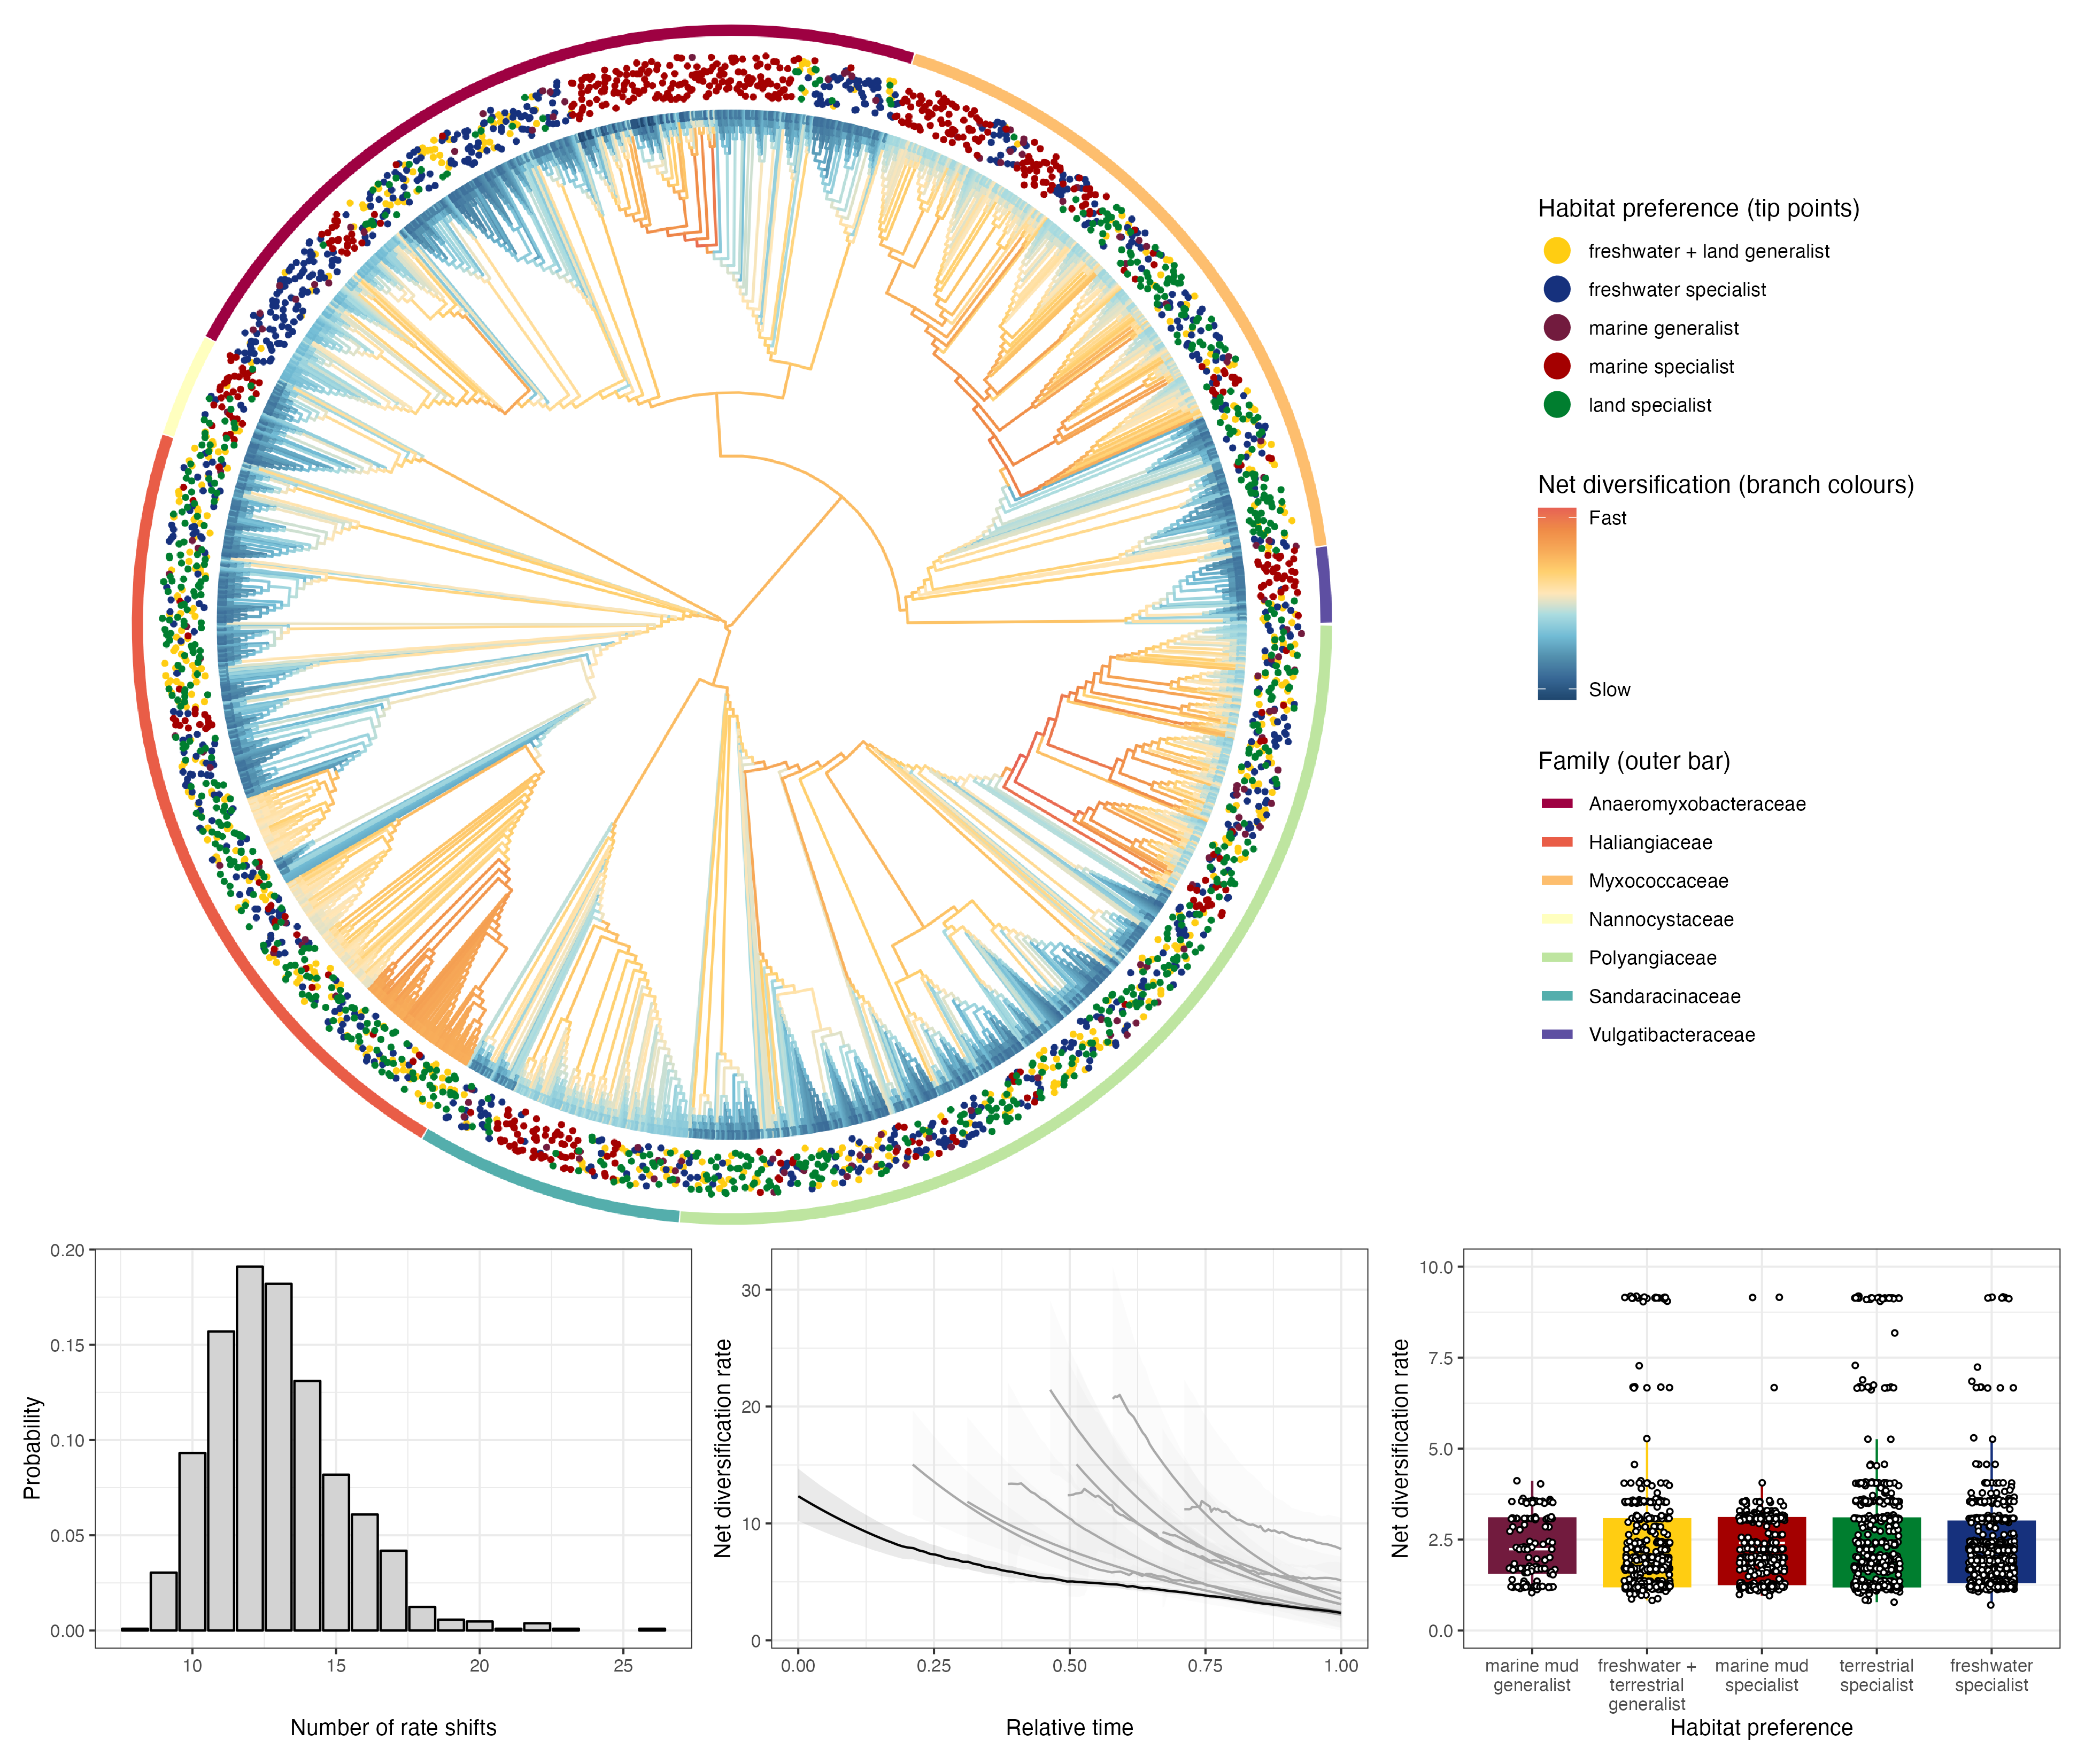 Habitat preference (tip points)
freshwater + land generalist
freshwater specialist
marine generalist
marine specialist
land specialist
Net diversification (branch colours)
Fast
Slow
Family (outer bar)
Anaeromyxobacteraceae
Haliangiaceae
Myxococcaceae
Nannocystaceae
Polyangiaceae
Sandaracinaceae
Vulgatibacteraceae
0.20
0.15
0.10
0.05
0.00
Probability
10
15
20
25
Number of rate shifts
30
20
10
0
Net diversification rate
0.00
0.25
0.50
0.75
1.00
Relative time
10.0
7.5
5.0
2.5
0.0
Net diversification rate
marine mud
generalist
freshwater +
terrestrial
generalist
marine mud
specialist
terrestrial
specialist
freshwater
specialist
Habitat preference